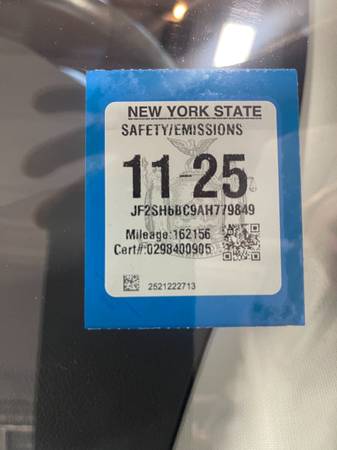 NEW YORK STATE
SAFETY/EMISSIONS
11-25
JF2SH6BC9AH779849
Mileage:162156
Cert#:0298400905
2521222713